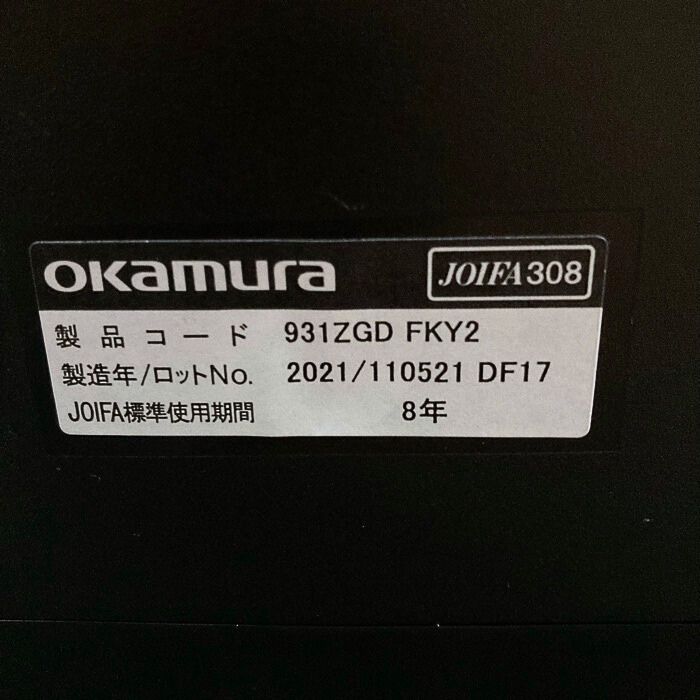 okamura JOIFA308
製品コード 931ZGD FKY2
製造年/ロットNo. 2021/110521 DF17
JOIFA標準使用期間 8年